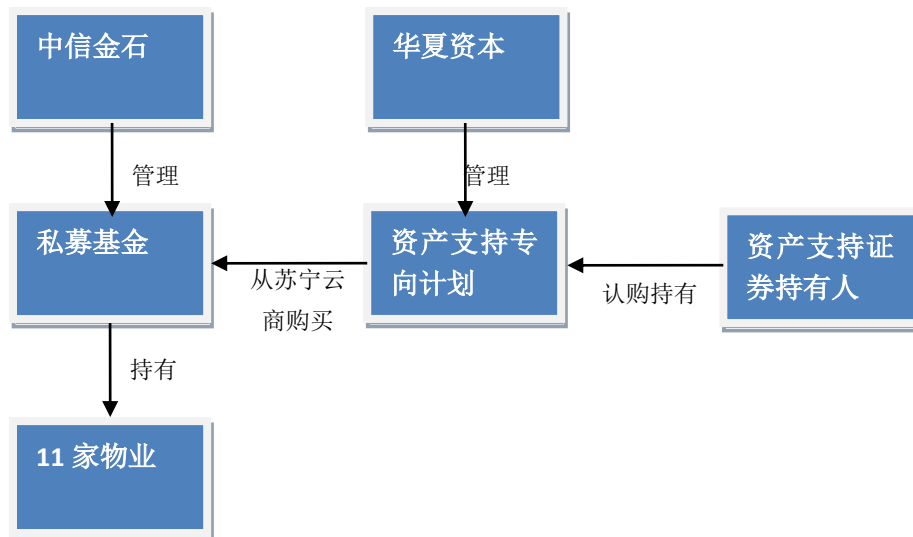 中信金石
华夏资本
管理
管理
私募基金
资产支持专
向计划
资产支持证
券持有人
从苏宁云
商购买
认购持有
持有
11 家物业